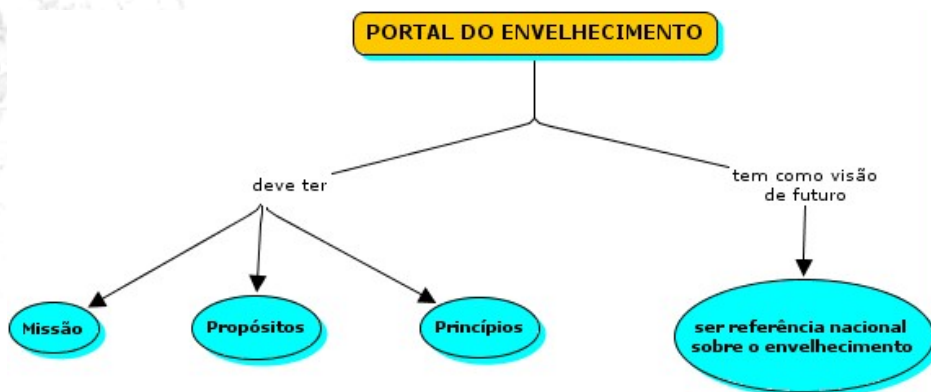 PORTAL DO ENVELHECIMENTO
deve ter
tem como visão
de futuro
Missão
Propósitos
Princípios
ser referência nacional
sobre o envelhecimento